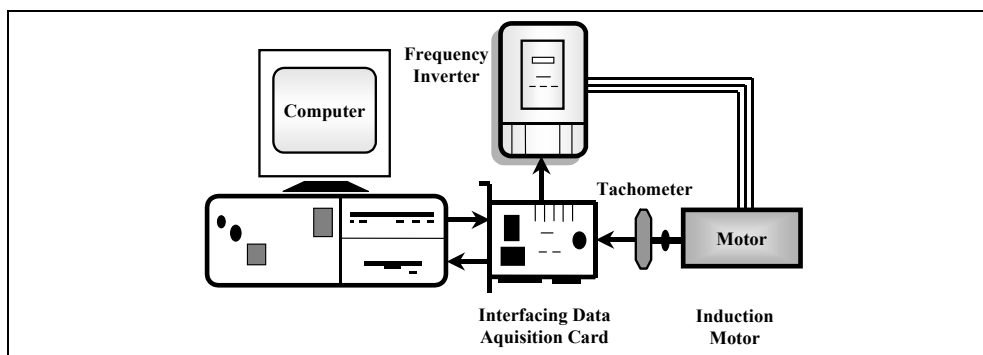 Frequency
Inverter
Computer
Tachometer
Motor
Interfacing Data
Aquisition Card
Induction
Motor